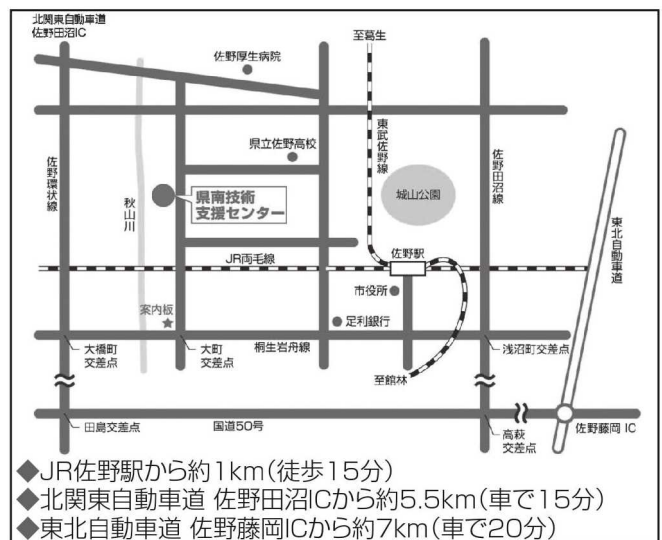 北関東自動車道
佐野田沼IC
至葛生
佐野厚生病院
県立佐野高校
東武佐野線
佐野田沼線
佐野環状線
秋山川
県南技術
支援センター
城山公園
東北自動車道
JR両毛線
佐野駅
市役所
案内板
足利銀行
大橋町
交差点
大町
交差点
桐生岩舟線
浅沼町交差点
至館林
田島交差点
国道50号
高萩
交差点
佐野藤岡 IC
◆JR佐野駅から約1km(徒歩15分)
◆北関東自動車道 佐野田沼ICから約5.5km(車で15分)
◆東北自動車道 佐野藤岡ICから約7km(車で20分)